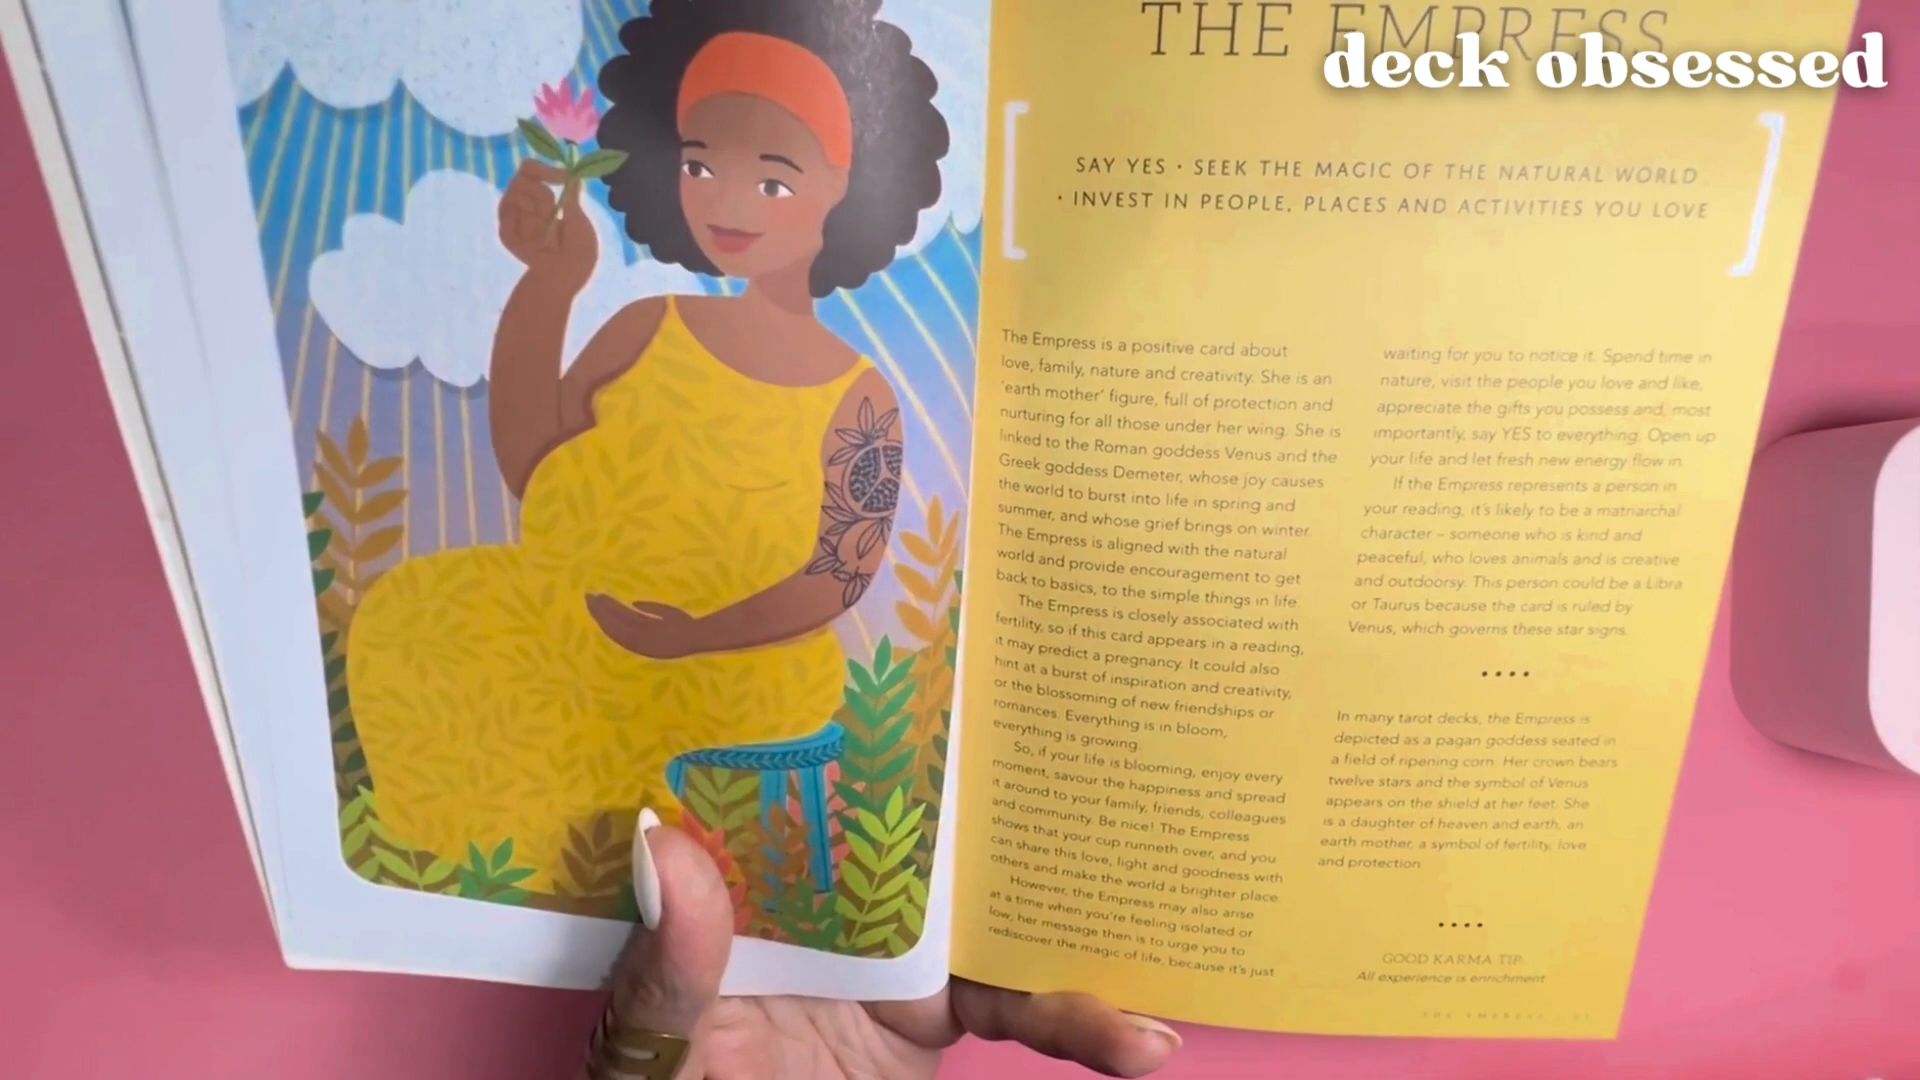 THE EMPRESS
deck obsessed
SAY YES · SEEK THE MAGIC OF THE NATURAL WORLD
· INVEST IN PEOPLE, PLACES AND ACTIVITIES YOU LOVE
The Empress is a positive card about
love, family, nature and creativity. She is an
'earth mother' figure, full of protection and
nurturing for all those under her wing. She is
linked to the Roman goddess Venus and the
Greek goddess Demeter, whose joy causes
the world to burst into life in spring and
summer, and whose grief brings on winter.
The Empress is aligned with the natural
world and provide encouragement to get
back to basics, to the simple things in life.
The Empress is closely associated with
fertility, so if this card appears in a reading,
it may predict a pregnancy. It could also
hint at a burst of inspiration and creativity,
or the blossoming of new friendships or
romances. Everything is in bloom,
everything is growing.
So, if your life is blooming, enjoy every
moment, savour the happiness and spread
it around to your family, friends, colleagues
and community. Be nice! The Empress
shows that your cup runneth over, and you
can share this love, light and goodness with
others and make the world a brighter place.
However, the Empress may also arise
at a time when you're feeling isolated or
low; her message then is to urge you to
rediscover the magic of life, because it's just
waiting for you to notice it. Spend time in
nature, visit the people you love and like,
appreciate the gifts you possess and, most
importantly, say YES to everything. Open up
your life and let fresh new energy flow in.
If the Empress represents a person in
your reading, it's likely to be a matriarchal
character – someone who is kind and
peaceful, who loves animals and is creative
and outdoorsy. This person could be a Libra
or Taurus because the card is ruled by
Venus, which governs these star signs.
In many tarot decks, the Empress is
depicted as a pagan goddess seated in
a field of ripening corn. Her crown bears
twelve stars and the symbol of Venus
appears on the shield at her feet. She
is a daughter of heaven and earth, an
earth mother, a symbol of fertility, love
and protection.
GOOD KARMA TIP:
All experience is enrichment
THE EMPRESS